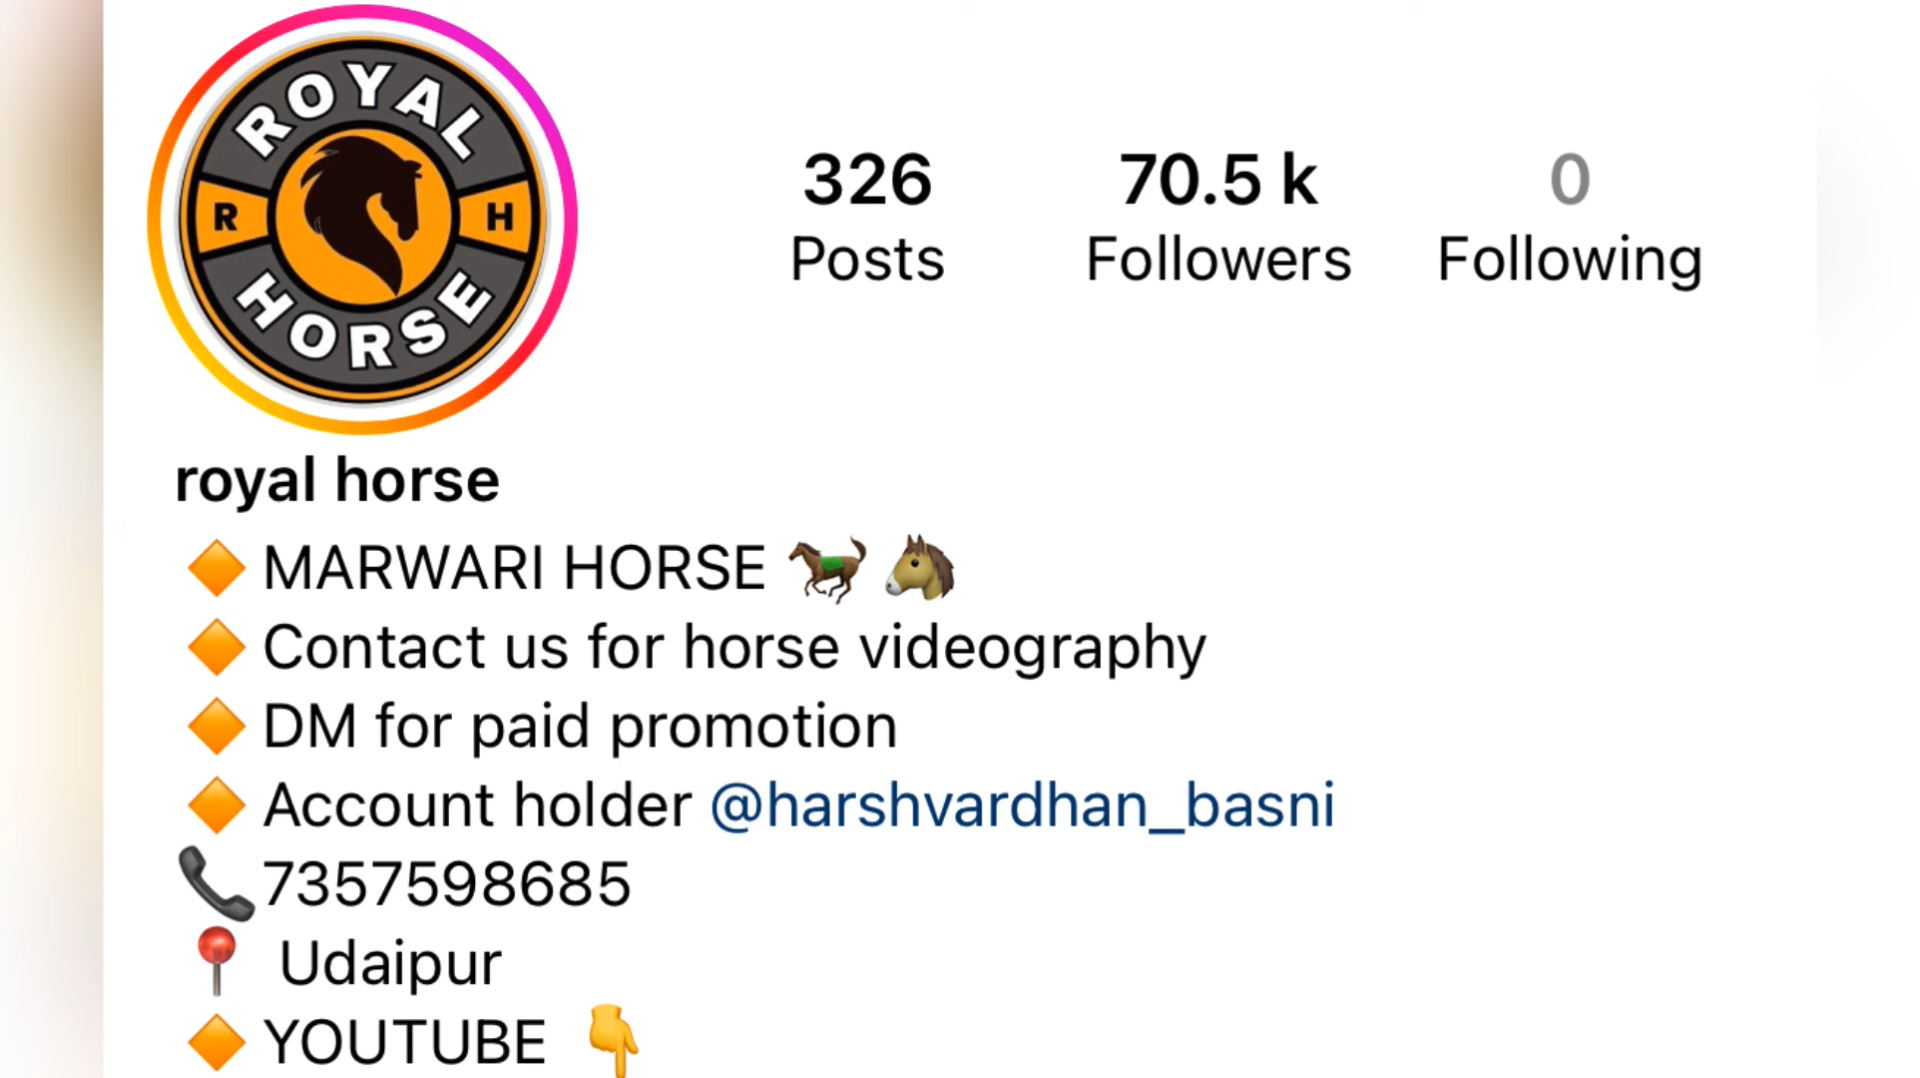 ROYAL
R H
HORSE
326 70.5 k 0
Posts Followers Following
royal horse
🔶 MARWARI HORSE 🐎 🐴
🔶 Contact us for horse videography
🔶 DM for paid promotion
🔶 Account holder @harshvardhan_basni
📞 7357598685
📍 Udaipur
🔶 YOUTUBE 👇